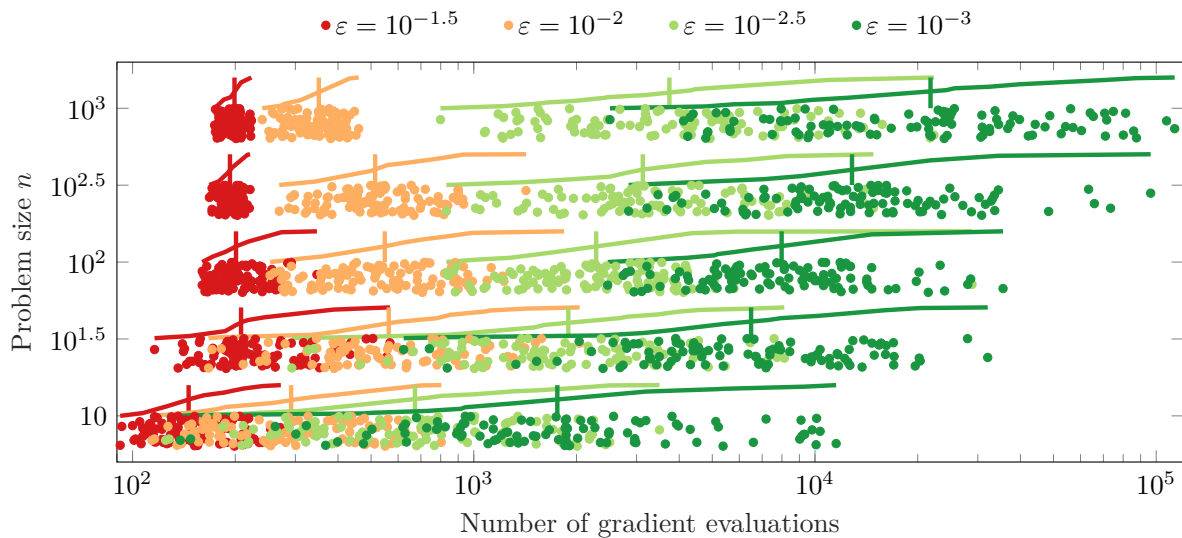 ε = 10^−1.5 ε = 10^−2 ε = 10^−2.5 ε = 10^−3
10^3
10^2.5
10^2
10^1.5
10
Problem size n
10^2 10^3 10^4 10^5
Number of gradient evaluations